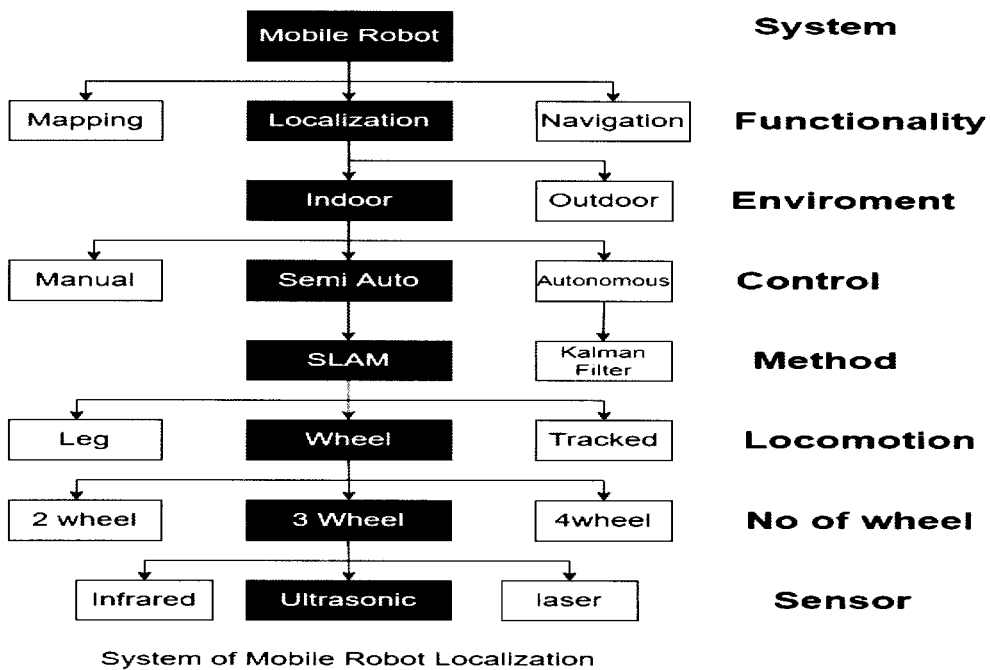 Mobile Robot
System
Mapping
Localization
Navigation
Functionality
Indoor
Outdoor
Enviroment
Manual
Semi Auto
Autonomous
Control
SLAM
Kalman
Filter
Method
Leg
Wheel
Tracked
Locomotion
2 wheel
3 Wheel
4wheel
No of wheel
Infrared
Ultrasonic
laser
Sensor
System of Mobile Robot Localization